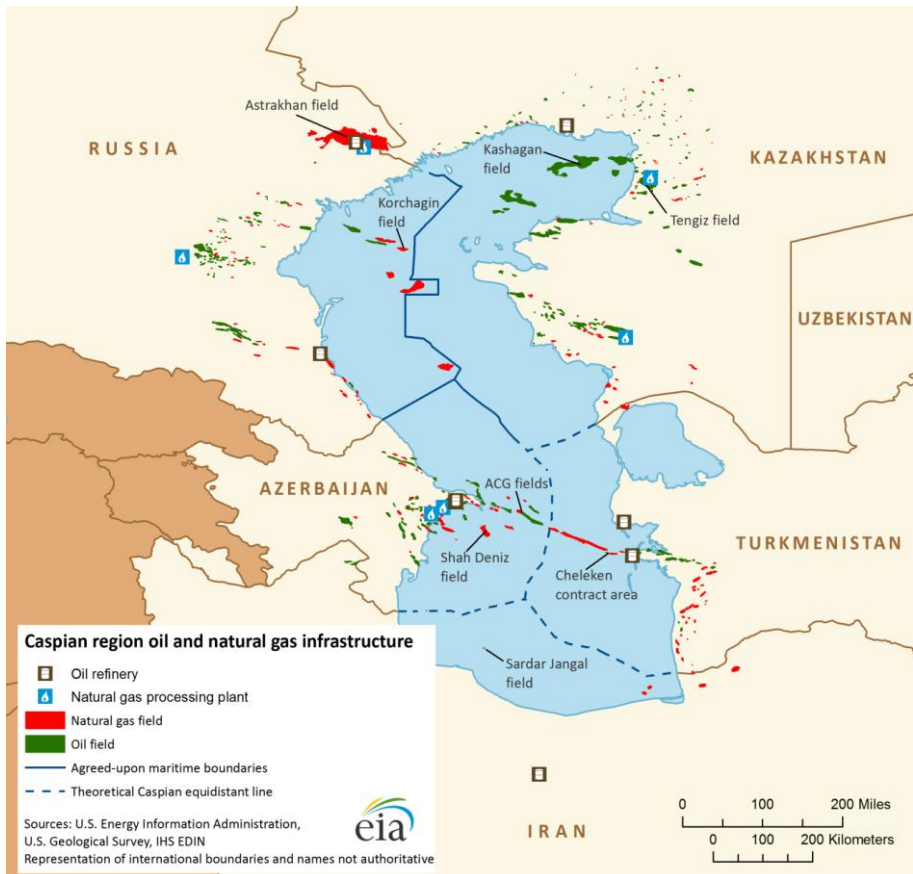 Astrakhan field
RUSSIA
Kashagan
field
KAZAKHSTAN
Korchagin
field
Tengiz field
UZBEKISTAN
AZERBAIJAN
ACG fields
TURKMENISTAN
Shah Deniz
field
Cheleken
contract area
Sardar Jangal
field
IRAN
Caspian region oil and natural gas infrastructure
Oil refinery
Natural gas processing plant
Natural gas field
Oil field
Agreed-upon maritime boundaries
Theoretical Caspian equidistant line
Sources: U.S. Energy Information Administration,
U.S. Geological Survey, IHS EDIN
Representation of international boundaries and names not authoritative
eia
0 100 200 Miles
0 100 200 Kilometers